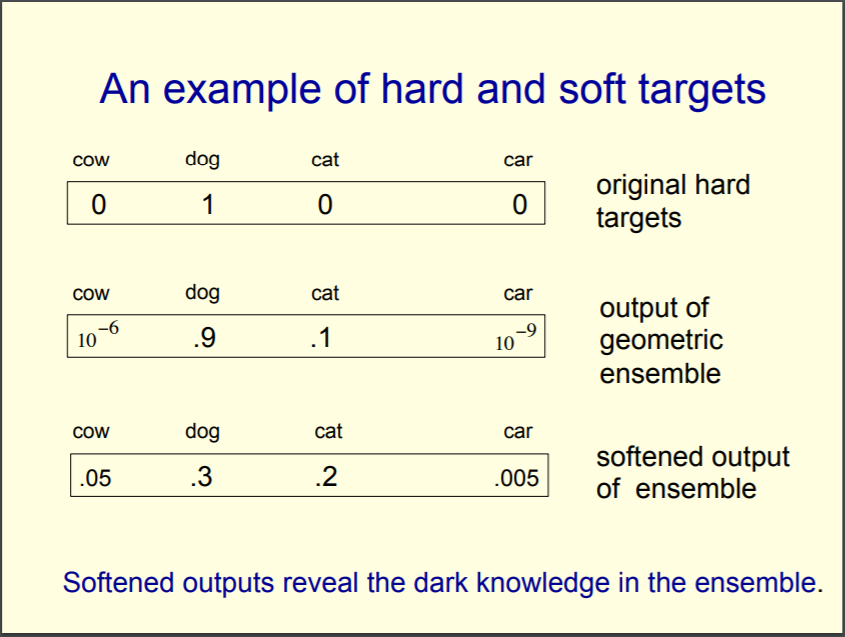 An example of hard and soft targets
cow dog cat car
0 1 0 0
original hard
targets
cow dog cat car
10⁻⁶ .9 .1 10⁻⁹
output of
geometric
ensemble
cow dog cat car
.05 .3 .2 .005
softened output
of ensemble
Softened outputs reveal the dark knowledge in the ensemble.